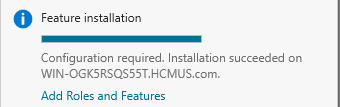 Feature installation
Configuration required. Installation succeeded on
WIN-OGK5RSQS55T.HCMUS.com.
Add Roles and Features